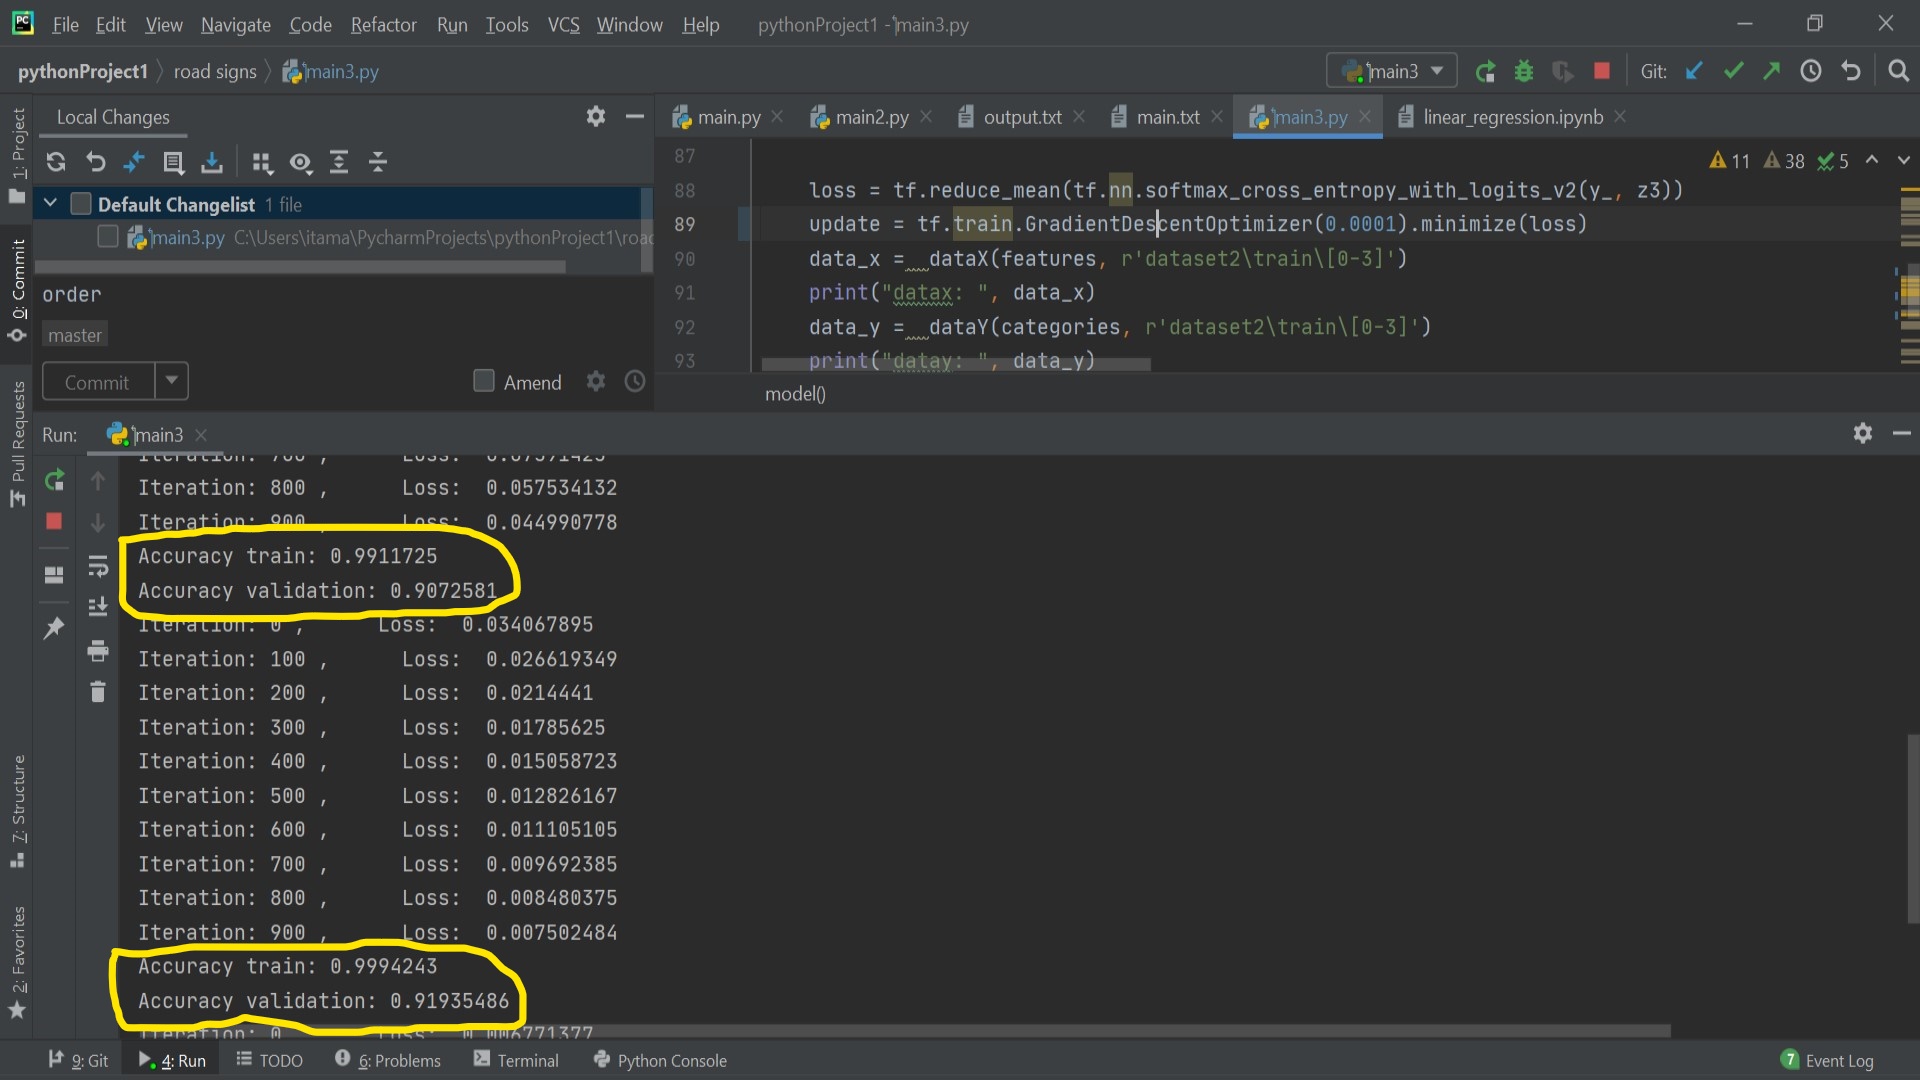 File Edit View Navigate Code Refactor Run Tools VCS Window Help pythonProject1 - main3.py
pythonProject1 road signs main3.py main3 Git:
Local Changes
main.py main2.py output.txt main.txt main3.py linear_regression.ipynb
1: Project
0: Commit
Pull Requests
7: Structure
2: Favorites
Default Changelist 1 file
main3.py C:\Users\itama\PycharmProjects\pythonProject1\road
order
master
Commit Amend
11 38 5
87
88 loss = tf.reduce_mean(tf.nn.softmax_cross_entropy_with_logits_v2(y_, z3))
89 update = tf.train.GradientDescentOptimizer(0.0001).minimize(loss)
90 data_x = __dataX(features, r'dataset2\train\[0-3]')
91 print("datax: ", data_x)
92 data_y = __dataY(categories, r'dataset2\train\[0-3]')
93 print("datay: ", data_y)
model()
Run: main3
Iteration: 700 , Loss:
Iteration: 800 , Loss: 0.057534132
Iteration: 900 Loss: 0.044990778
Accuracy train: 0.9911725
Accuracy validation: 0.9072581
Iteration: 0 , Loss: 0.034067895
Iteration: 100 , Loss: 0.026619349
Iteration: 200 , Loss: 0.0214441
Iteration: 300 , Loss: 0.01785625
Iteration: 400 , Loss: 0.015058723
Iteration: 500 , Loss: 0.012826167
Iteration: 600 , Loss: 0.011105105
Iteration: 700 , Loss: 0.009692385
Iteration: 800 , Loss: 0.008480375
Iteration: 900 , Loss: 0.007502484
Accuracy train: 0.9994243
Accuracy validation: 0.91935486
Iteration: 0 Loss: 0.006771377
9: Git 4: Run TODO 6: Problems Terminal Python Console 7 Event Log